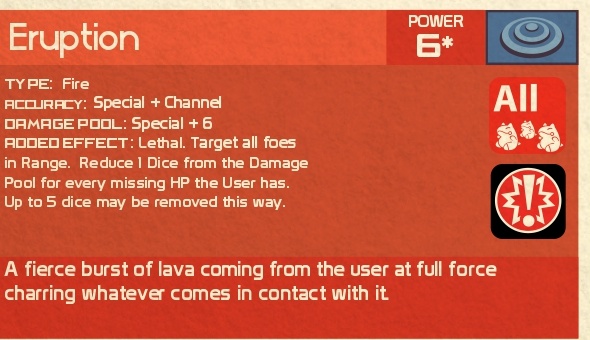 Eruption
POWER
6*
TYPE: Fire
ACCURACY: Special + Channel
DAMAGE POOL: Special + 6
ADDED EFFECT: Lethal. Target all foes
in Range. Reduce 1 Dice from the Damage
Pool for every missing HP the User has.
Up to 5 dice may be removed this way.
All
A fierce burst of lava coming from the user at full force
charring whatever comes in contact with it.